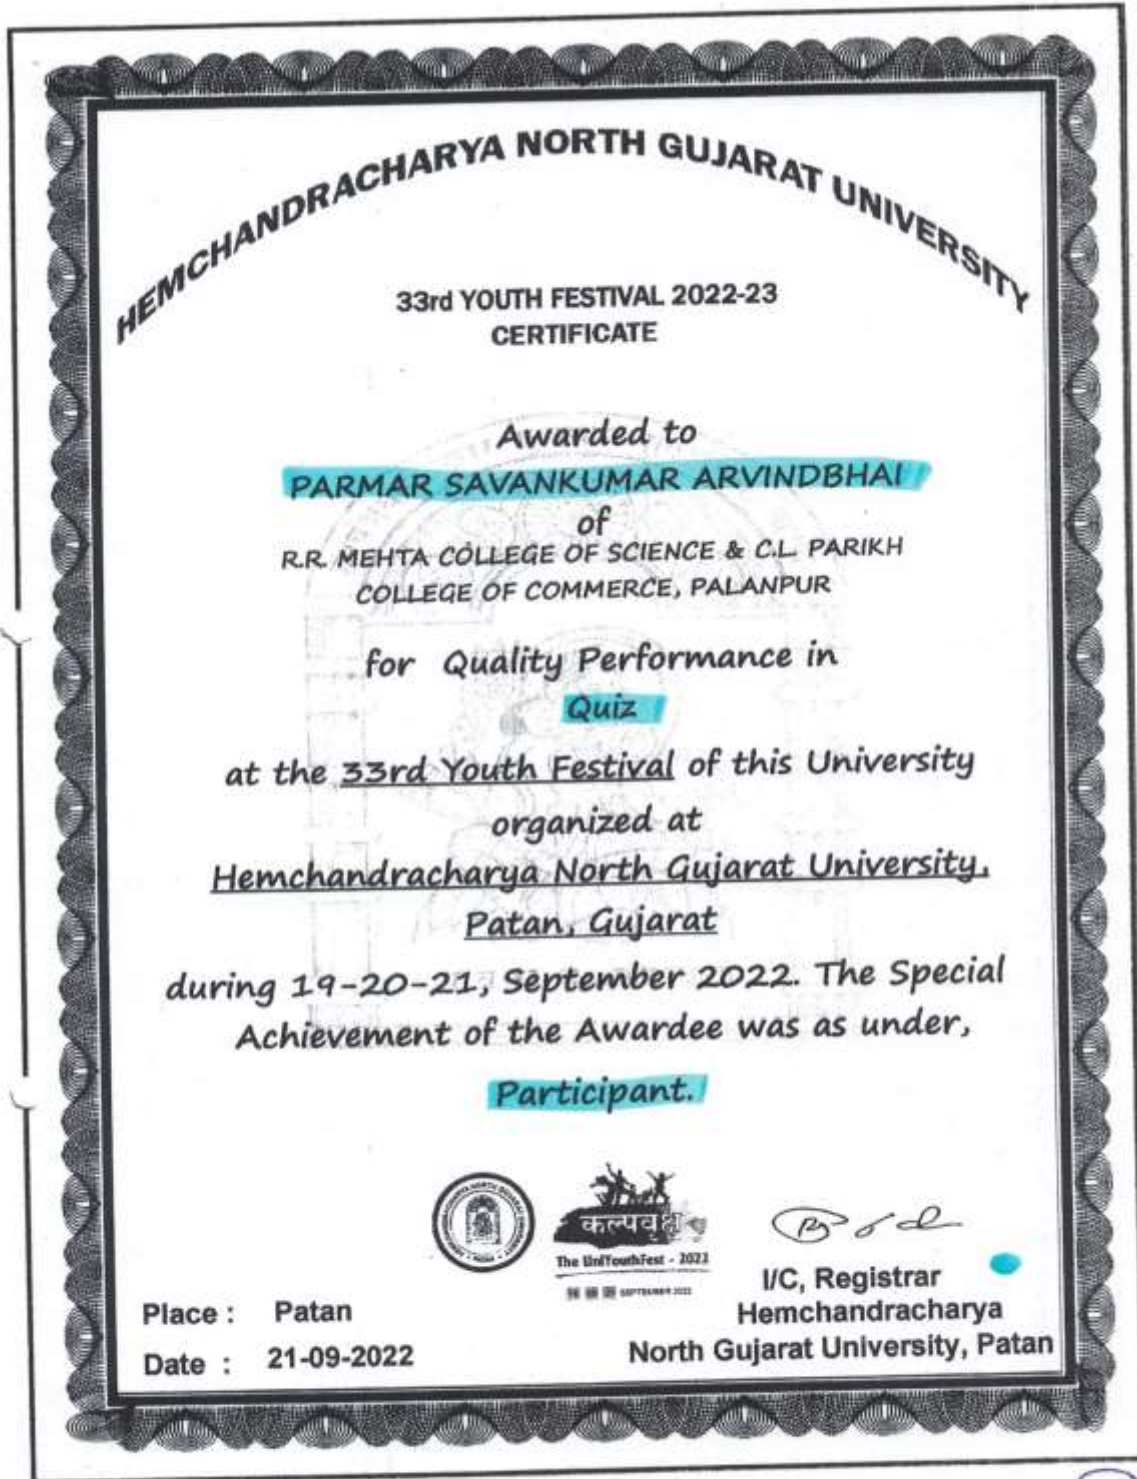 HEMCHANDRACHARYA NORTH GUJARAT UNIVERSITY
33rd YOUTH FESTIVAL 2022-23
CERTIFICATE
Awarded to
PARMAR SAVANKUMAR ARVINDBHAI
of
R.R. MEHTA COLLEGE OF SCIENCE & C.L. PARIKH
COLLEGE OF COMMERCE, PALANPUR
for Quality Performance in
Quiz
at the 33rd Youth Festival of this University
organized at
Hemchandracharya North Gujarat University,
Patan, Gujarat
during 19-20-21, September 2022. The Special
Achievement of the Awardee was as under,
Participant.
कल्पवृक्ष
The UniYouthFest - 2022
SEPTEMBER 2022
I/C, Registrar
Hemchandracharya
North Gujarat University, Patan
Place : Patan
Date : 21-09-2022